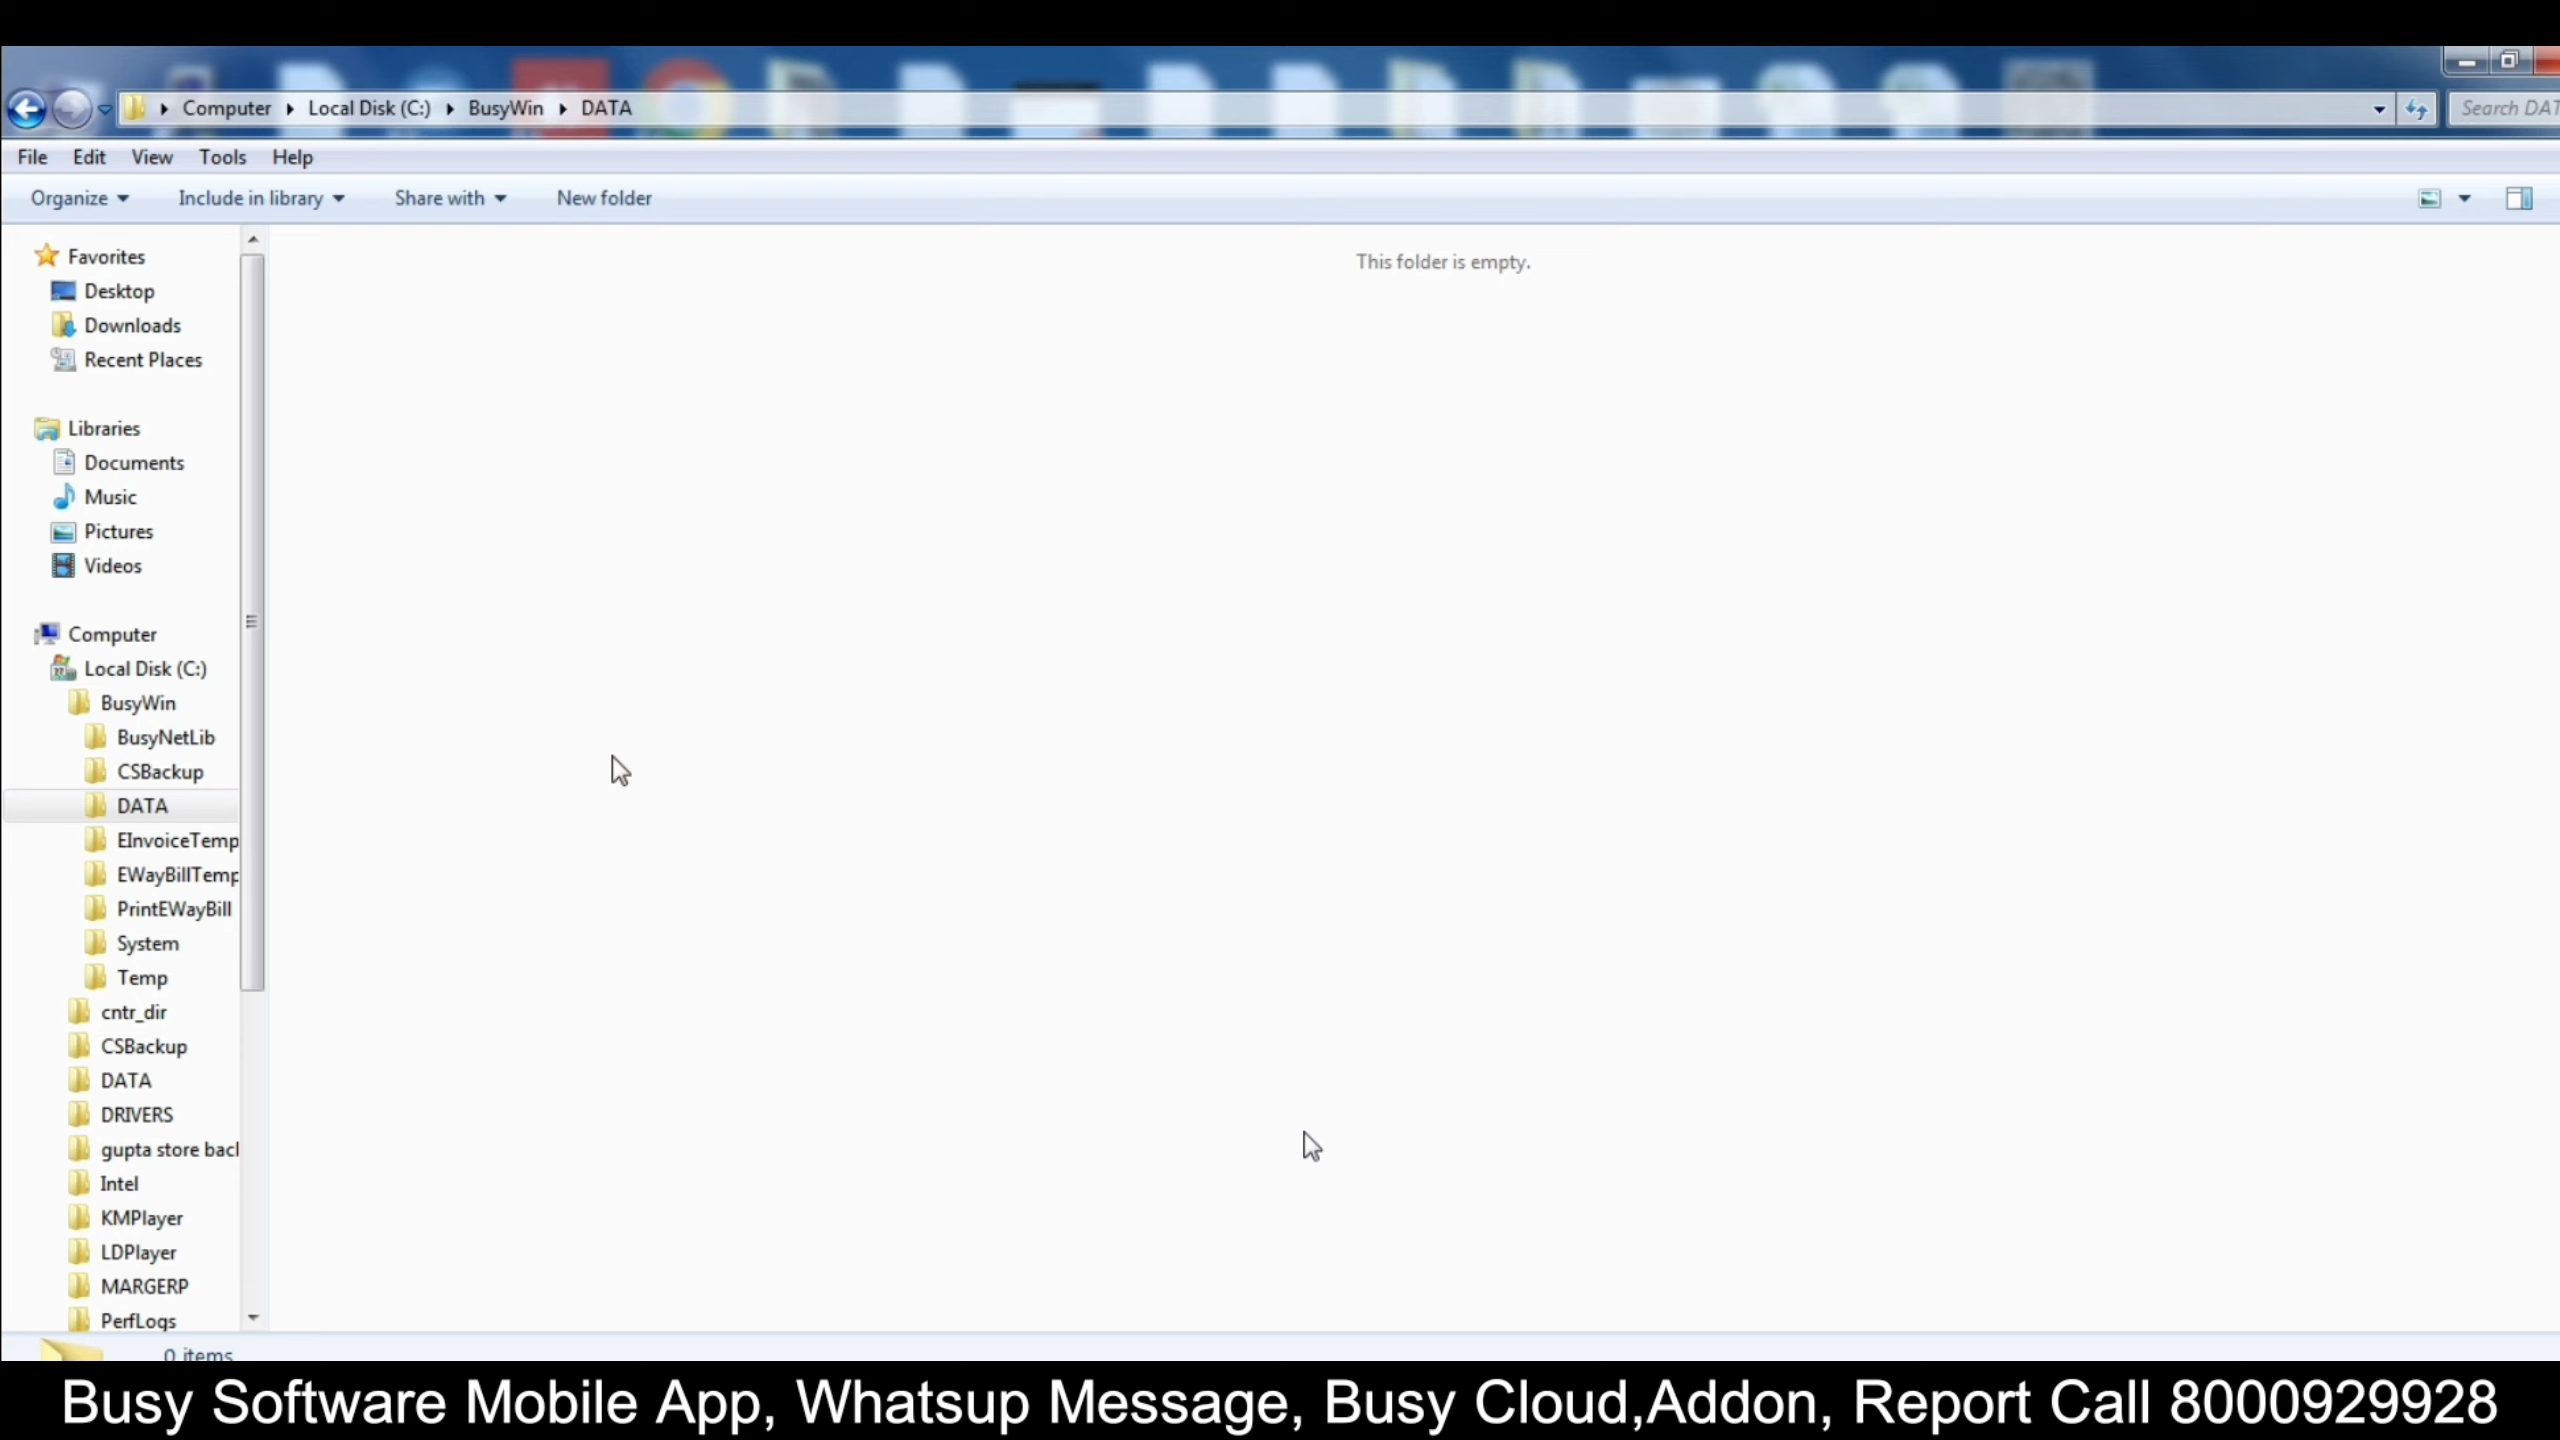 Computer Local Disk (C:) BusyWin DATA
Search DAT
File Edit View Tools Help
Organize Include in library Share with New folder
This folder is empty.
Favorites
Desktop
Downloads
Recent Places
Libraries
Documents
Music
Pictures
Videos
Computer
Local Disk (C:)
BusyWin
BusyNetLib
CSBackup
DATA
EInvoiceTemp
EWayBillTemp
PrintEWayBill
System
Temp
cntr_dir
CSBackup
DATA
DRIVERS
gupta store bacl
Intel
KMPlayer
LDPlayer
MARGERP
PerfLogs
0 items
Busy Software Mobile App, Whatsup Message, Busy Cloud,Addon, Report Call 8000929928